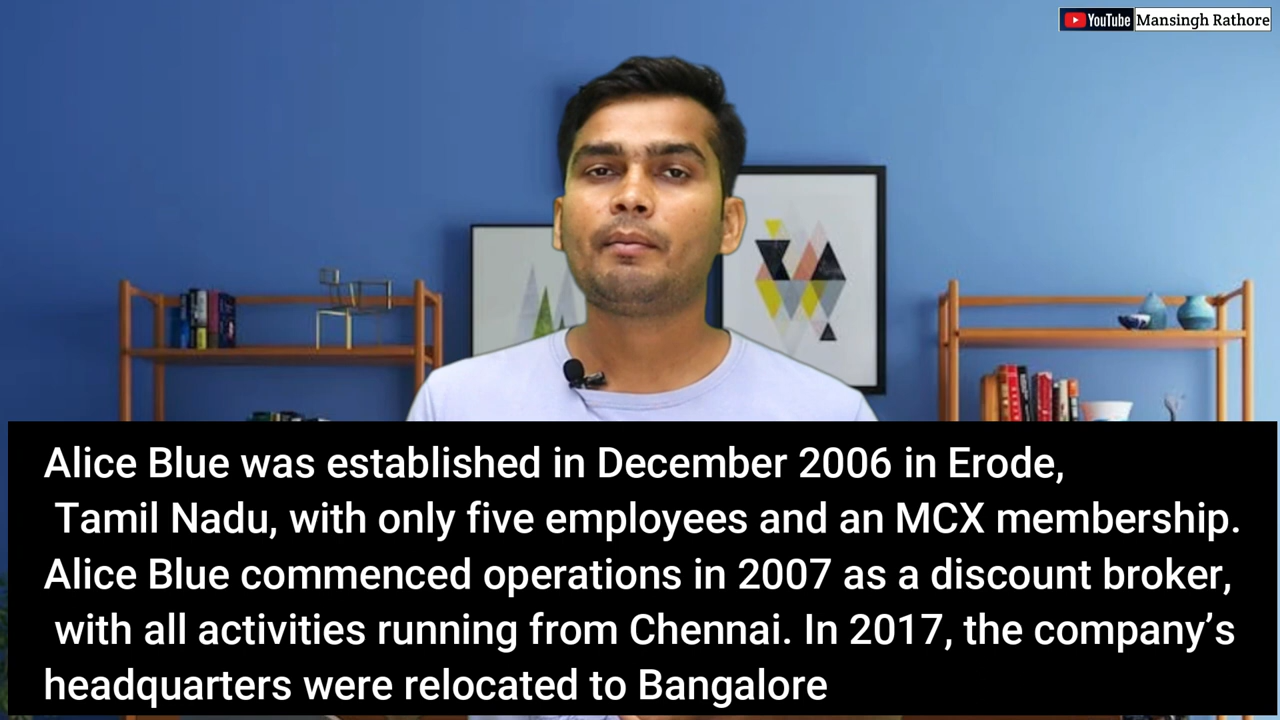 YouTube Mansingh Rathore
Alice Blue was established in December 2006 in Erode,
Tamil Nadu, with only five employees and an MCX membership.
Alice Blue commenced operations in 2007 as a discount broker,
with all activities running from Chennai. In 2017, the company’s
headquarters were relocated to Bangalore